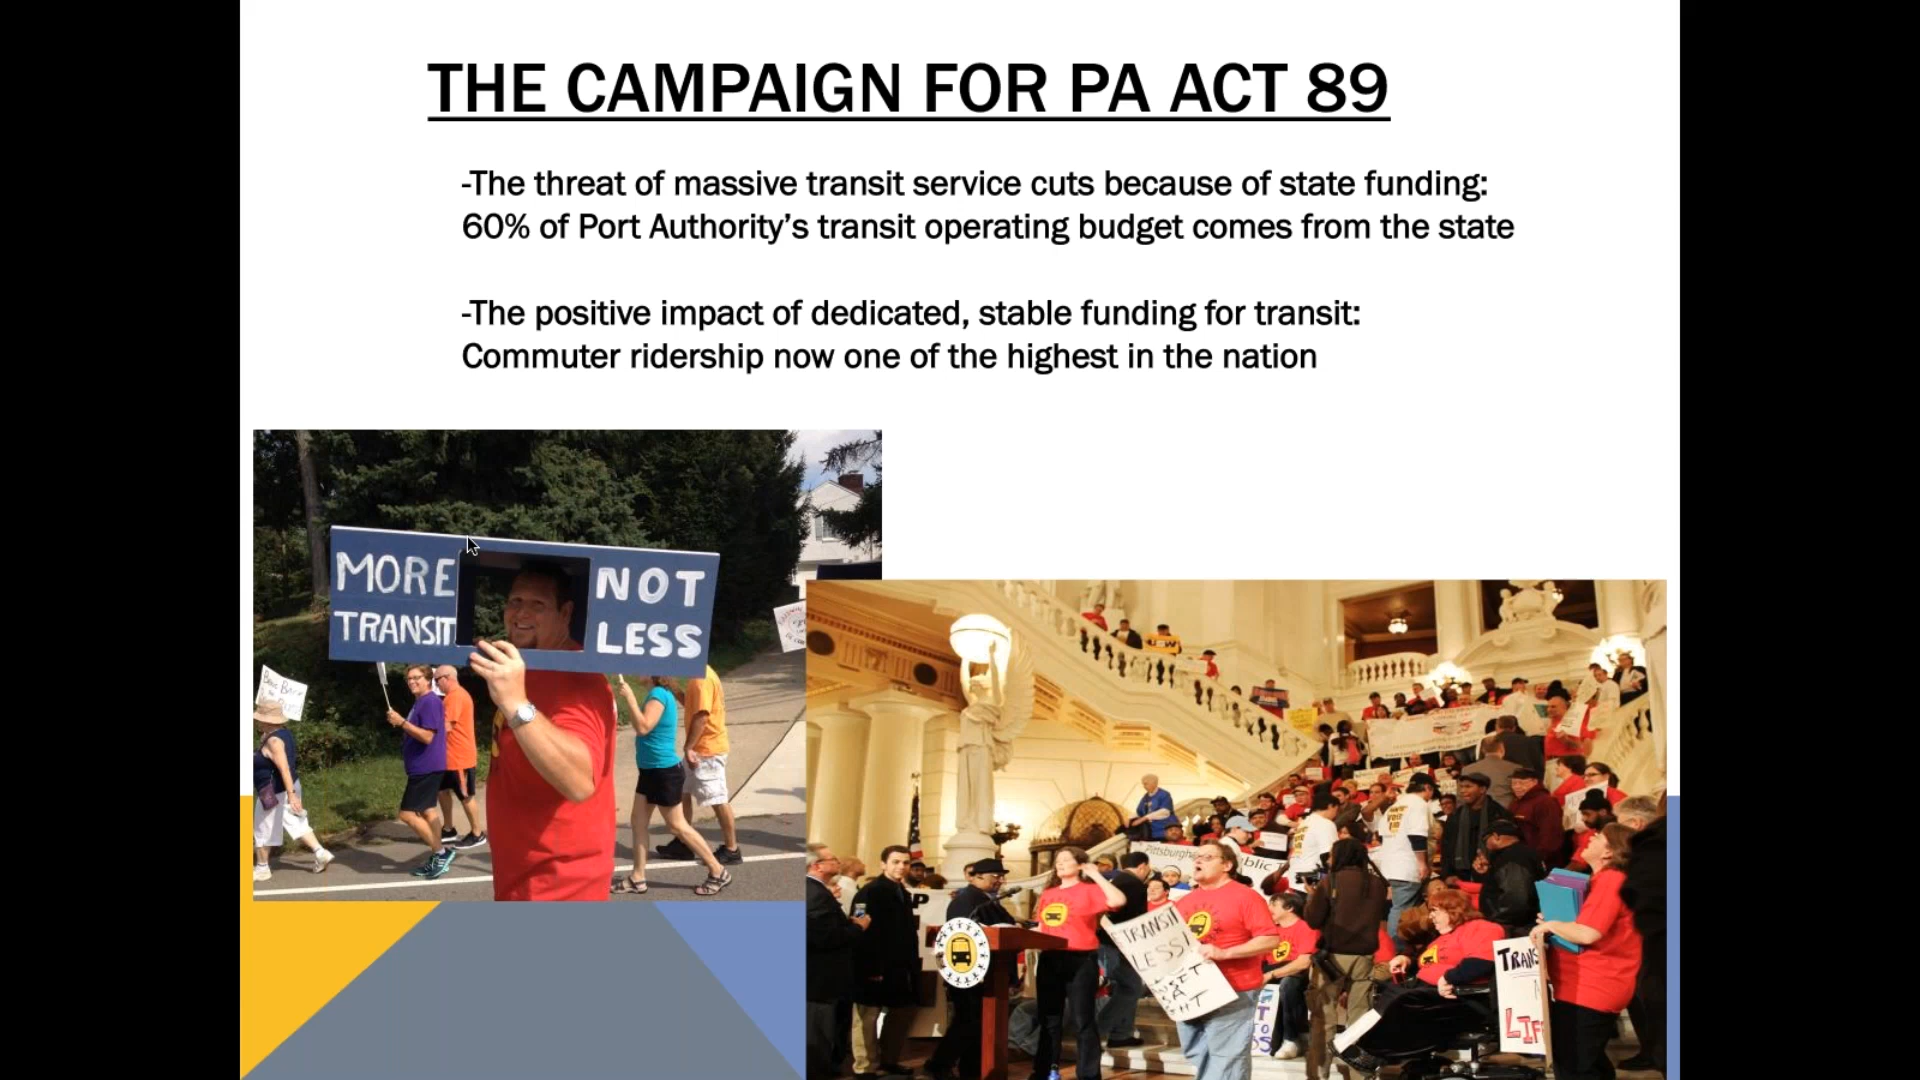 THE CAMPAIGN FOR PA ACT 89
-The threat of massive transit service cuts because of state funding:
60% of Port Authority’s transit operating budget comes from the state
-The positive impact of dedicated, stable funding for transit:
Commuter ridership now one of the highest in the nation
MORE NOT
TRANSIT LESS
Pittsburgh
TRANSIT
LESS!